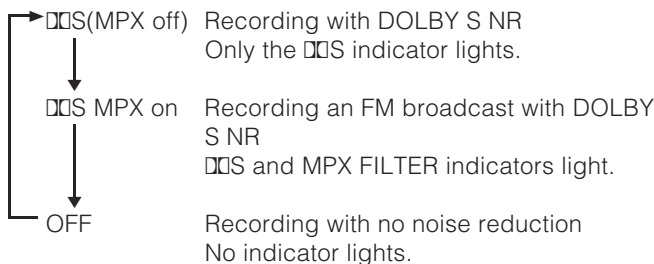 DDS(MPX off) Recording with DOLBY S NR
Only the DDS indicator lights.
DDS MPX on Recording an FM broadcast with DOLBY
S NR
DDS and MPX FILTER indicators light.
OFF Recording with no noise reduction
No indicator lights.